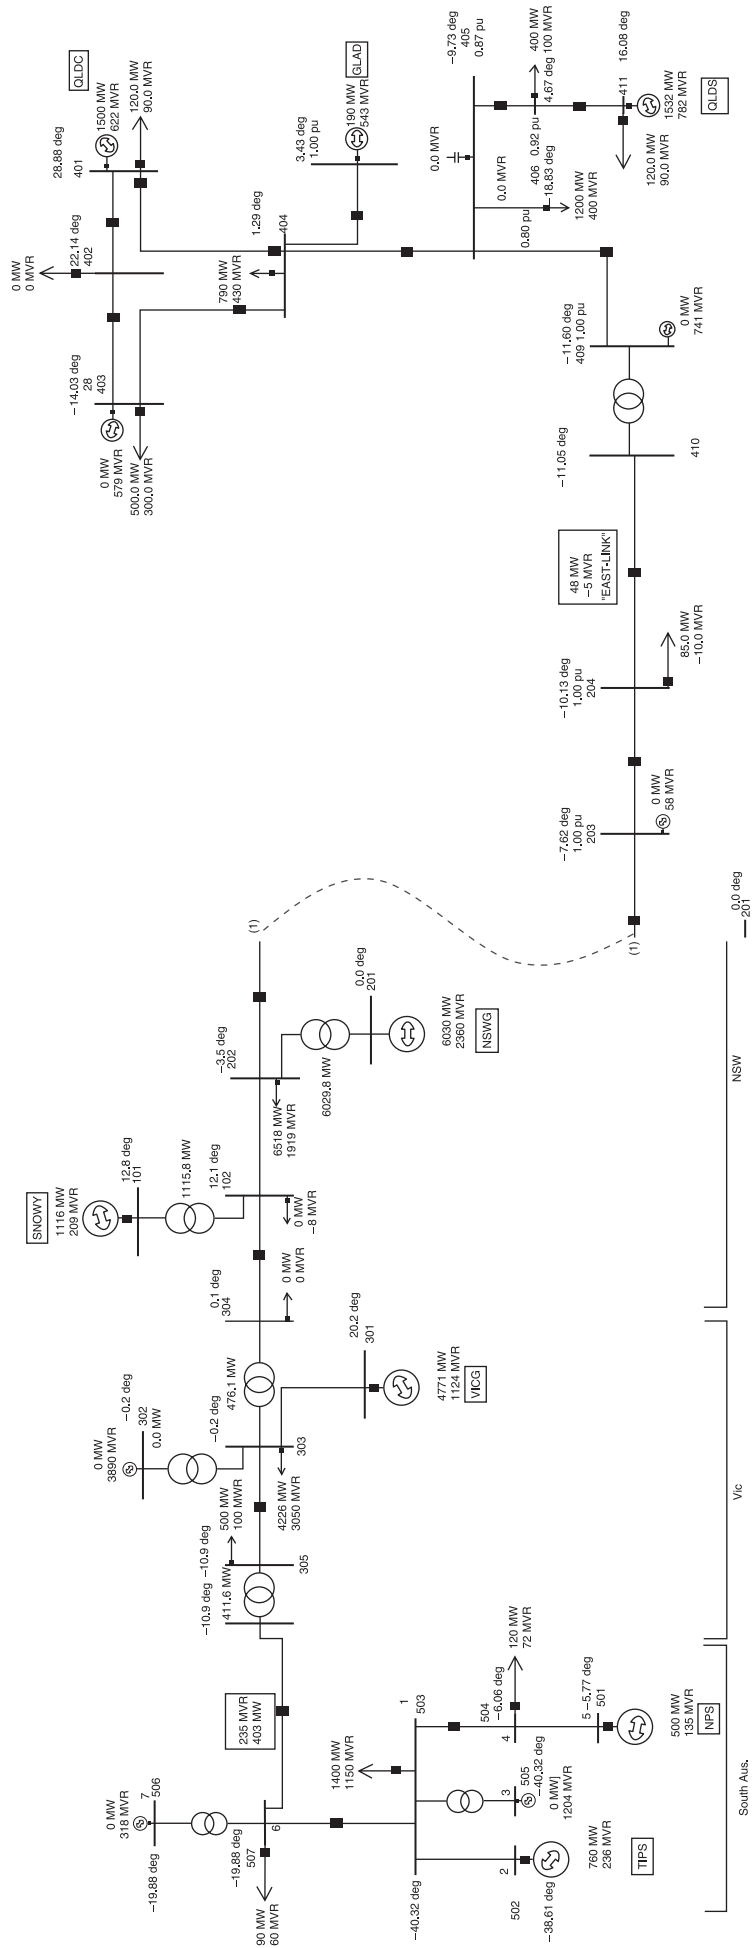 0 MW
318 MVR
7
506
−19.88 deg
−19.88 deg
507
6
90 MW
60 MVR
235 MVR
403 MW
−10.9 deg
411.6 MW
−10.9 deg
305
500 MW
100 MWR
1400 MW
1150 MVR
1
503
−40.32 deg
2
502
−38.61 deg
760 MW
236 MVR
TIPS
3
505
−40.32 deg
0 MW]
1204 MVR
504
−6.06 deg
4
120 MW
72 MVR
5
−5.77 deg
501
500 MW
135 MVR
NPS
South Aus.
0 MW
3890 MVR
−0.2 deg
302
0.0 MW
−0.2 deg
303
4226 MW
3050 MVR
476.1 MW
20.2 deg
301
4771 MW
1124 MVR
VICG
0.1 deg
304
0 MW
0 MVR
Vic
SNOWY
1116 MW
209 MVR
12.8 deg
101
1115.8 MW
12.1 deg
102
0 MW
−8 MVR
−3.5 deg
202
6518 MW
1919 MVR
6029.8 MW
0.0 deg
201
6030 MW
2360 MVR
NSWG
NSW
(1)
(1)
0.0 deg
201
−7.62 deg
1.00 pu
203
0 MW
58 MVR
−10.13 deg
1.00 pu
204
85.0 MW
−10.0 MVR
48 MW
−5 MVR
"EAST-LINK"
−11.05 deg
410
−11.60 deg
409 1.00 pu
0 MW
741 MVR
−14.03 deg
28
403
0 MW
579 MVR
500.0 MW
300.0 MVR
0 MW
0 MVR
22.14 deg
402
28.88 deg
401
1500 MW
622 MVR
QLDC
120.0 MW
90.0 MVR
790 MW
430 MVR
1.29 deg
404
3.43 deg
1.00 pu
190 MW
543 MVR
GLAD
−9.73 deg
405
0.87 pu
0.0 MVR
0.0 MVR
0.80 pu
−18.83 deg
406
1200 MW
400 MVR
0.92 pu
4.67 deg
400 MW
100 MVR
16.08 deg
411
1532 MW
782 MVR
120.0 MW
90.0 MVR
QLDS